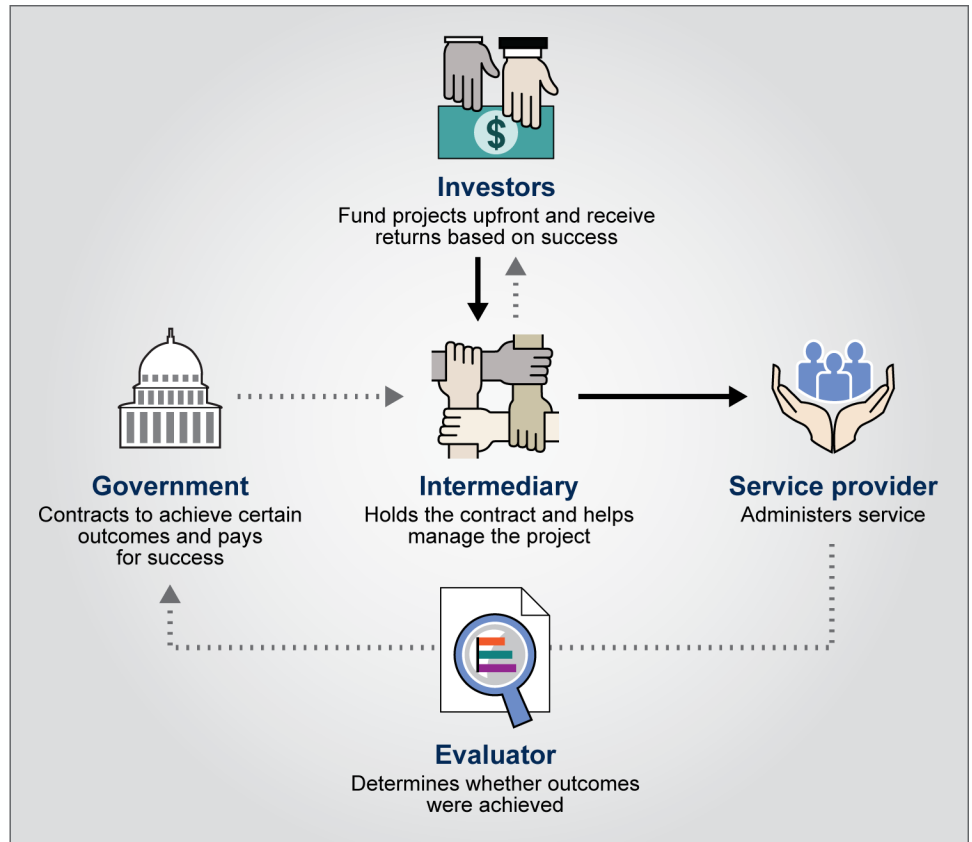 $
Investors
Fund projects upfront and receive
returns based on success
Government
Contracts to achieve certain
outcomes and pays
for success
Intermediary
Holds the contract and helps
manage the project
Service provider
Administers service
Evaluator
Determines whether outcomes
were achieved